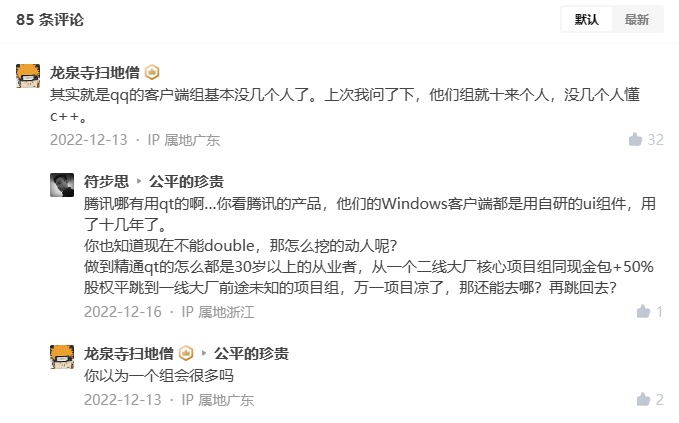 85 条评论
默认
最新
龙泉寺扫地僧
其实就是qq的客户端组基本没几个人了。上次我问了下，他们组就十来个人，没几个人懂
c++。
2022-12-13 · IP 属地广东
32
符步思 ‣ 公平的珍贵
腾讯哪有用qt的啊...你看腾讯的产品，他们的Windows客户端都是用自研的ui组件，用
了十几年了。
你也知道现在不能double，那怎么挖的动人呢？
做到精通qt的怎么都是30岁以上的从业者，从一个二线大厂核心项目组同现金包+50%
股权平跳到一线大厂前途未知的项目组，万一项目凉了，那还能去哪？再跳回去？
2022-12-16 · IP 属地浙江
1
龙泉寺扫地僧 ‣ 公平的珍贵
你以为一个组会很多吗
2022-12-13 · IP 属地广东
2